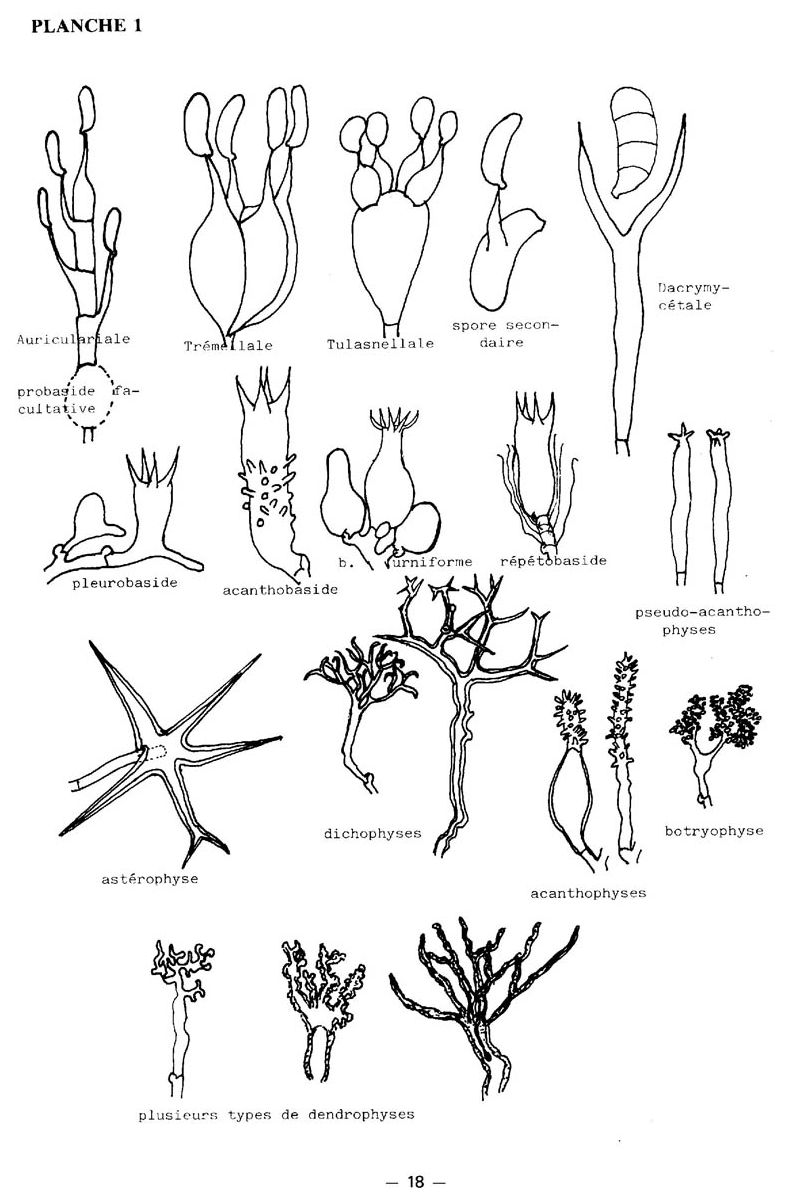 PLANCHE 1
Auriculariale
Trémellale
Tulasnellale
spore secon-
daire
Dacrymy-
cétale
probaside fa-
cultative
pleurobaside
acanthobaside
b. urniforme
répétobaside
pseudo-acantho-
physes
astérophyse
dichophyses
acanthophyses
botryophyse
plusieurs types de dendrophyses
— 18 —